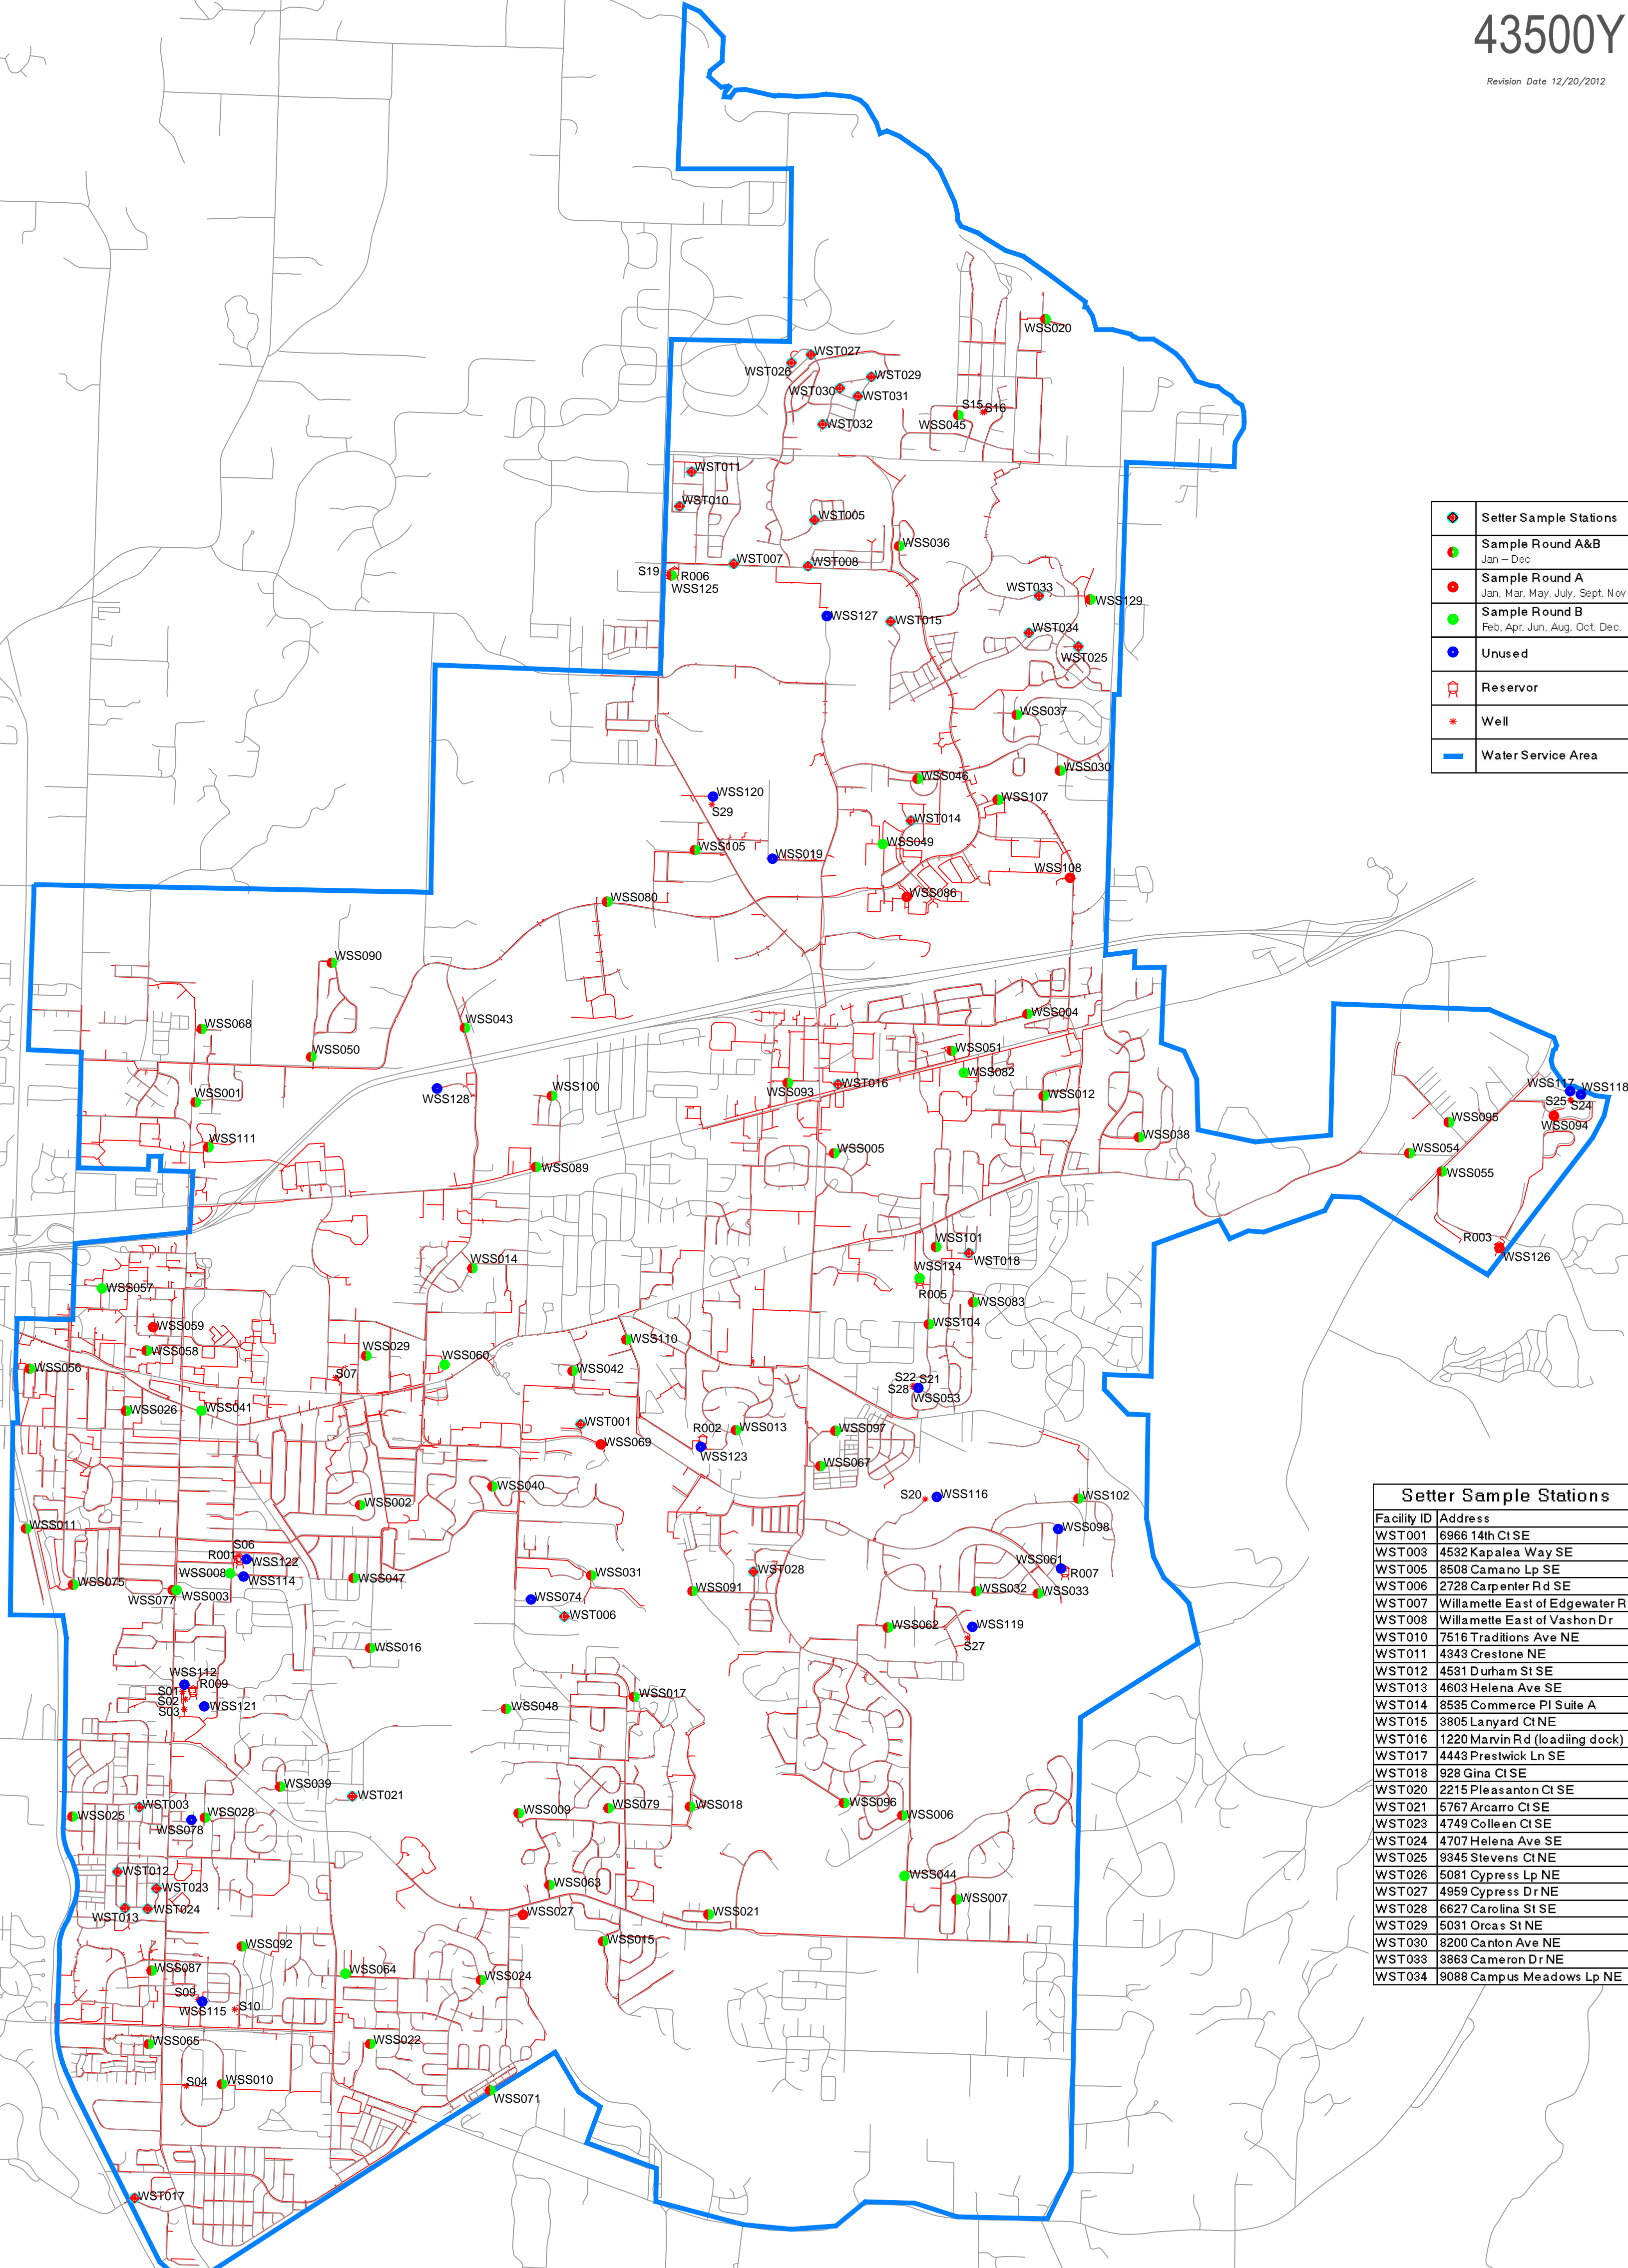 43500Y
Revision Date 12/20/2012
WSS020
WST027
WST026
WST029
WST030
WST031
WST032
S15
S16
WSS045
WST011
WST010
WST005
WSS036
WST007
WST008
S19
R006
WSS125
WST033
WSS129
WSS127
WST015
WST034
WST025
WSS037
WSS046
WSS030
WSS120
S29
WSS107
WST014
WSS049
WSS105
WSS019
WSS108
WSS086
WSS080
WSS090
WSS068
WSS043
WSS004
WSS050
WSS051
WSS082
WSS128
WSS100
WSS093
WST016
WSS012
WSS001
WSS117
WSS118
S25
S24
WSS094
WSS095
WSS111
WSS038
WSS005
WSS054
WSS089
WSS055
R003
WSS126
WSS101
WST018
WSS014
WSS124
R005
WSS057
WSS083
WSS059
WSS104
WSS058
WSS110
WSS029
WSS060
WSS056
WSS042
S07
S22
S21
S28
WSS053
WSS026
WSS041
WST001
R002
WSS013
WSS097
WSS069
WSS123
WSS067
WSS040
S20
WSS116
WSS102
WSS002
WSS011
WSS098
S06
R001
WSS122
WSS061
R007
WSS008
WSS114
WSS047
WSS031
WST028
WSS075
WSS077
WSS003
WSS091
WSS032
WSS033
WSS074
WST006
WSS062
WSS119
S27
WSS016
WSS112
R009
S01
S02
S03
WSS121
WSS017
WSS048
WSS039
WST021
WST003
WSS025
WSS028
WSS078
WSS009
WSS079
WSS018
WSS096
WSS006
WST012
WST023
WSS044
WSS063
WSS007
WST013
WST024
WSS027
WSS021
WSS092
WSS015
WSS087
WSS064
WSS024
S09
WSS115
S10
WSS065
WSS022
S04
WSS010
WSS071
WST017
Setter Sample Stations
Sample Round A&B
Jan – Dec
Sample Round A
Jan, Mar, May, July, Sept, Nov
Sample Round B
Feb, Apr, Jun, Aug, Oct, Dec.
Unused
Reservor
Well
Water Service Area
Setter Sample Stations
Facility ID Address
WST001 6966 14th Ct SE
WST003 4532 Kapalea Way SE
WST005 8508 Camano Lp SE
WST006 2728 Carpenter Rd SE
WST007 Willamette East of Edgewater R
WST008 Willamette East of Vashon Dr
WST010 7516 Traditions Ave NE
WST011 4343 Crestone NE
WST012 4531 Durham St SE
WST013 4603 Helena Ave SE
WST014 8535 Commerce Pl Suite A
WST015 3805 Lanyard Ct NE
WST016 1220 Marvin Rd (loadiing dock)
WST017 4443 Prestwick Ln SE
WST018 928 Gina Ct SE
WST020 2215 Pleasanton Ct SE
WST021 5767 Arcarro Ct SE
WST023 4749 Colleen Ct SE
WST024 4707 Helena Ave SE
WST025 9345 Stevens Ct NE
WST026 5081 Cypress Lp NE
WST027 4959 Cypress Dr NE
WST028 6627 Carolina St SE
WST029 5031 Orcas St NE
WST030 8200 Canton Ave NE
WST033 3863 Cameron Dr NE
WST034 9088 Campus Meadows Lp NE